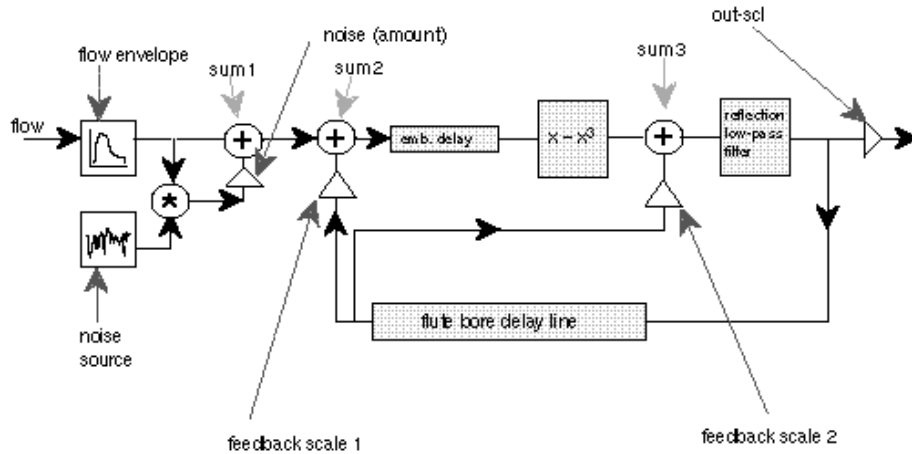 out-scl
noise (amount)
flow envelope
sum1
sum2
sum3
flow
+
+
emb. delay
x - x³
+
reflection
low-pass
filter
*
flute bore delay line
noise
source
feedback scale 1
feedback scale 2